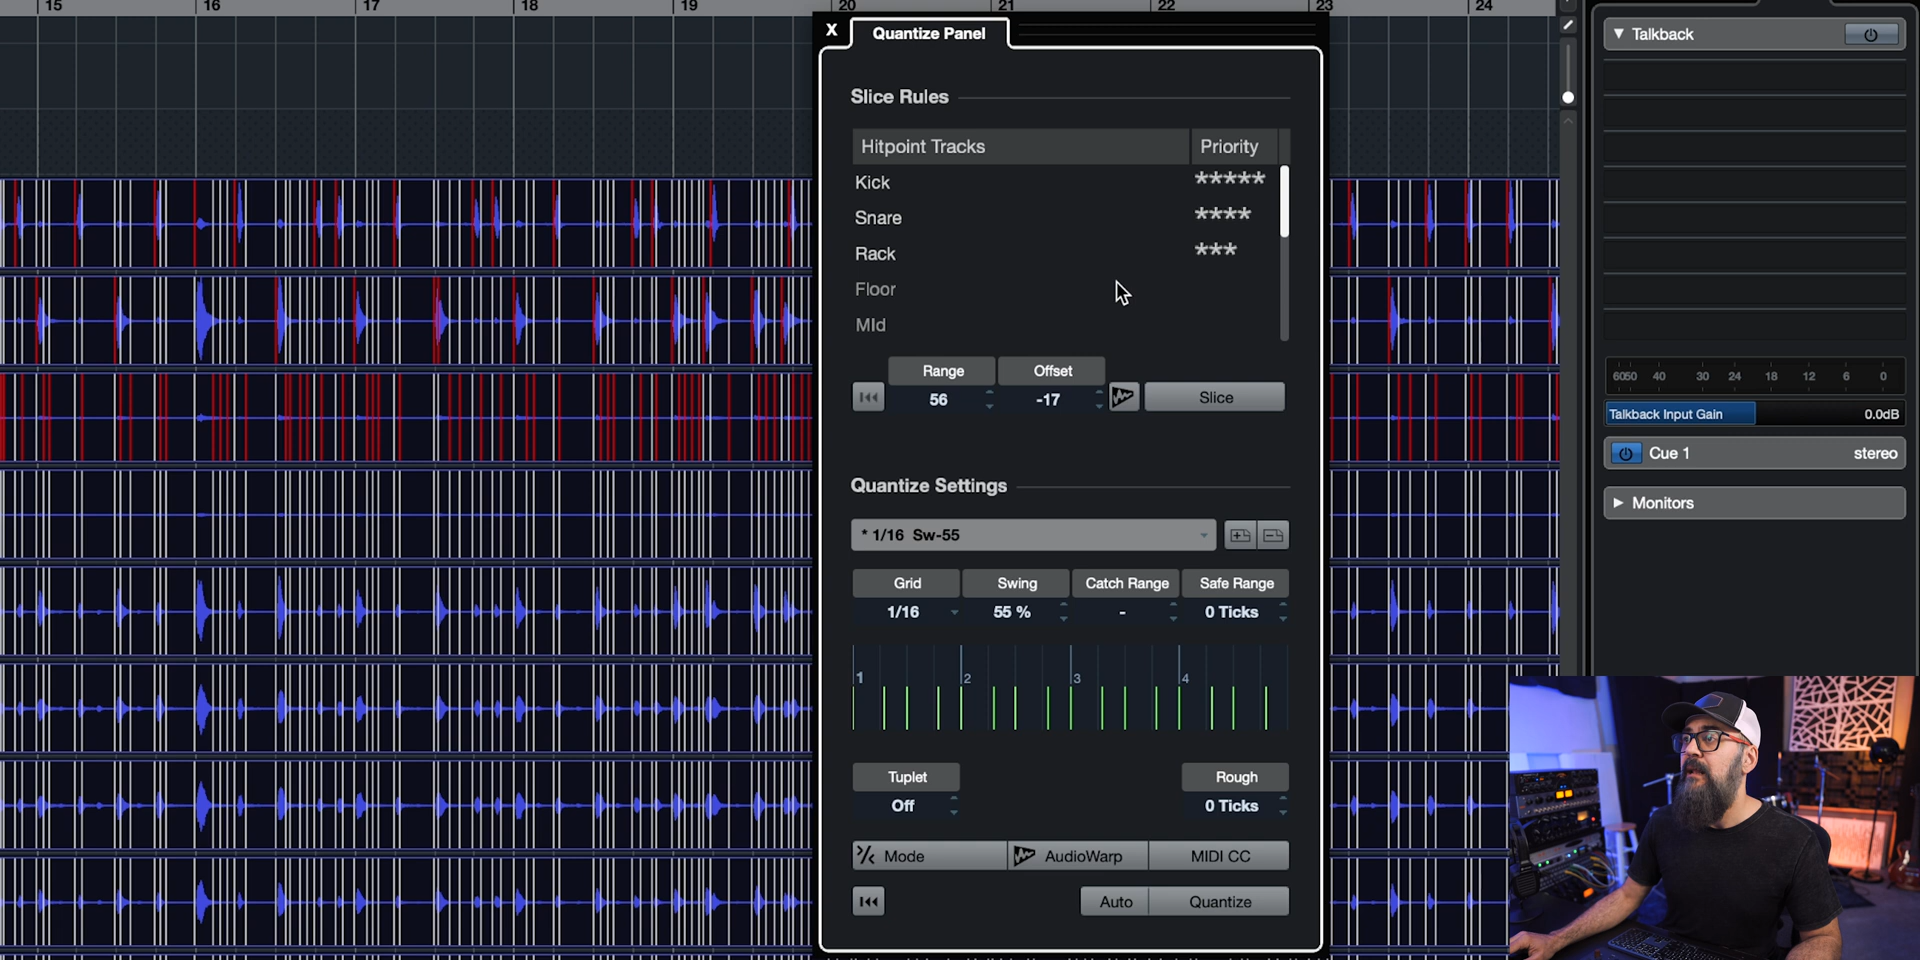 15 16 17 18 19 20 21 22 23 24
X Quantize Panel
Slice Rules
Hitpoint Tracks Priority
Kick *****
Snare ****
Rack ***
Floor
MId
Range Offset
56 -17 Slice
Quantize Settings
* 1/16 Sw-55
Grid Swing Catch Range Safe Range
1/16 55 % - 0 Ticks
1 2 3 4
Tuplet Rough
Off 0 Ticks
Mode AudioWarp MIDI CC
Auto Quantize
Talkback
6050 40 30 24 18 12 6 0
Talkback Input Gain 0.0dB
Cue 1 stereo
Monitors